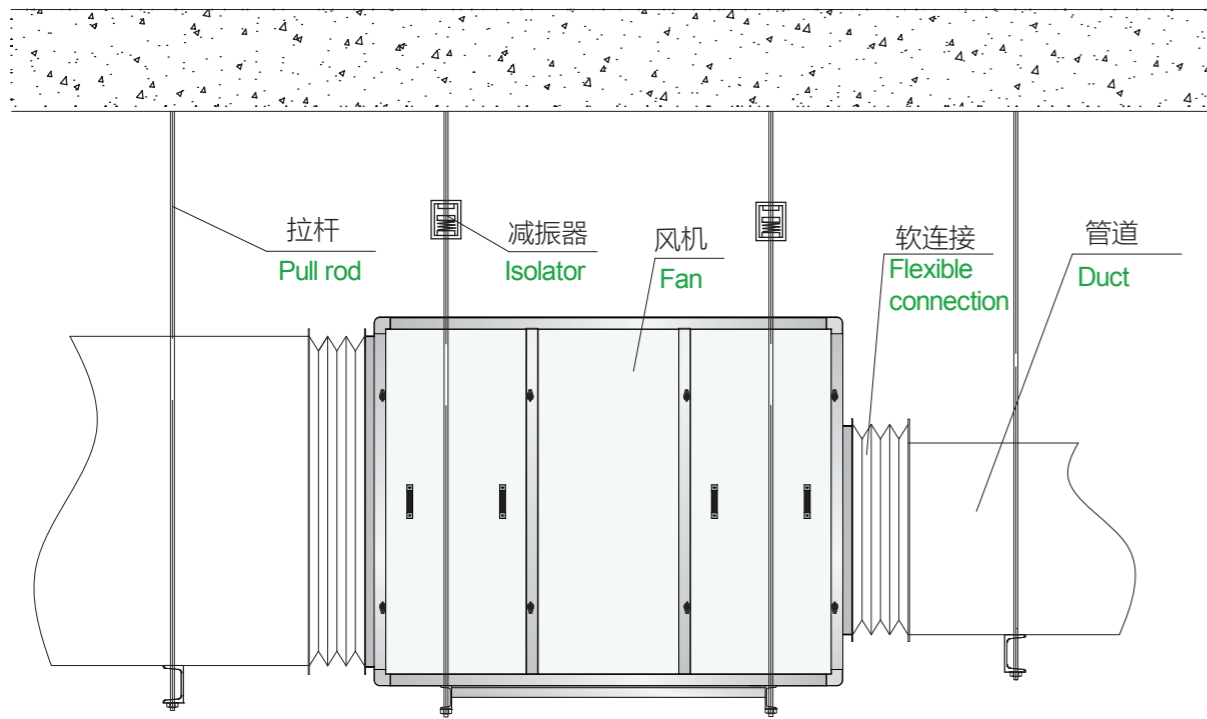 拉杆
Pull rod
减振器
Isolator
风机
Fan
软连接
Flexible
connection
管道
Duct